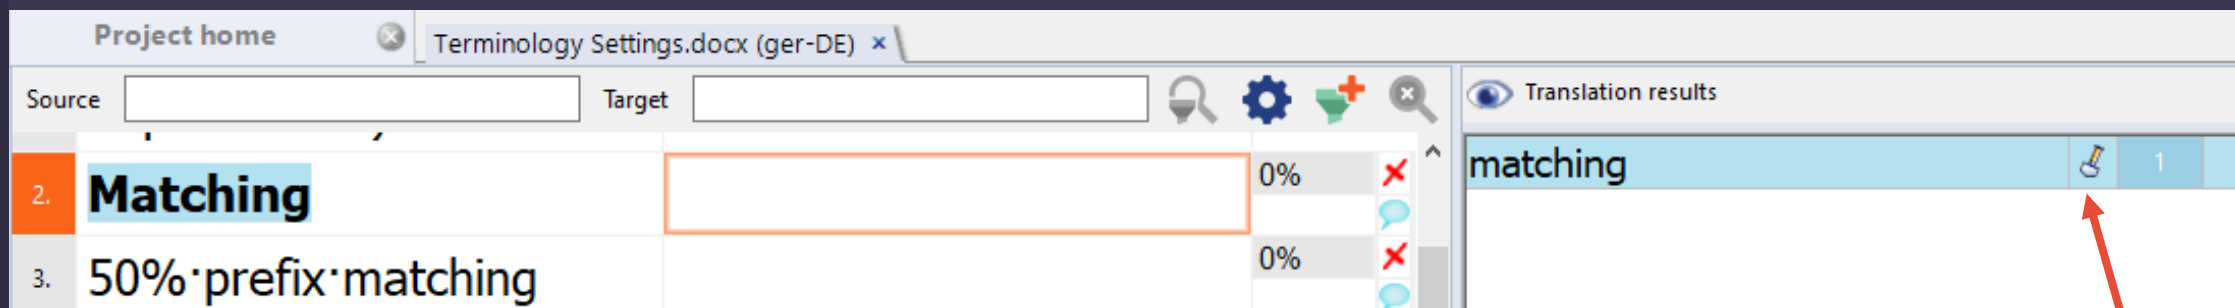 Project home
Terminology Settings.docx (ger-DE)
Source
Target
Translation results
2. Matching 0%
matching 1
3. 50%·prefix·matching 0%